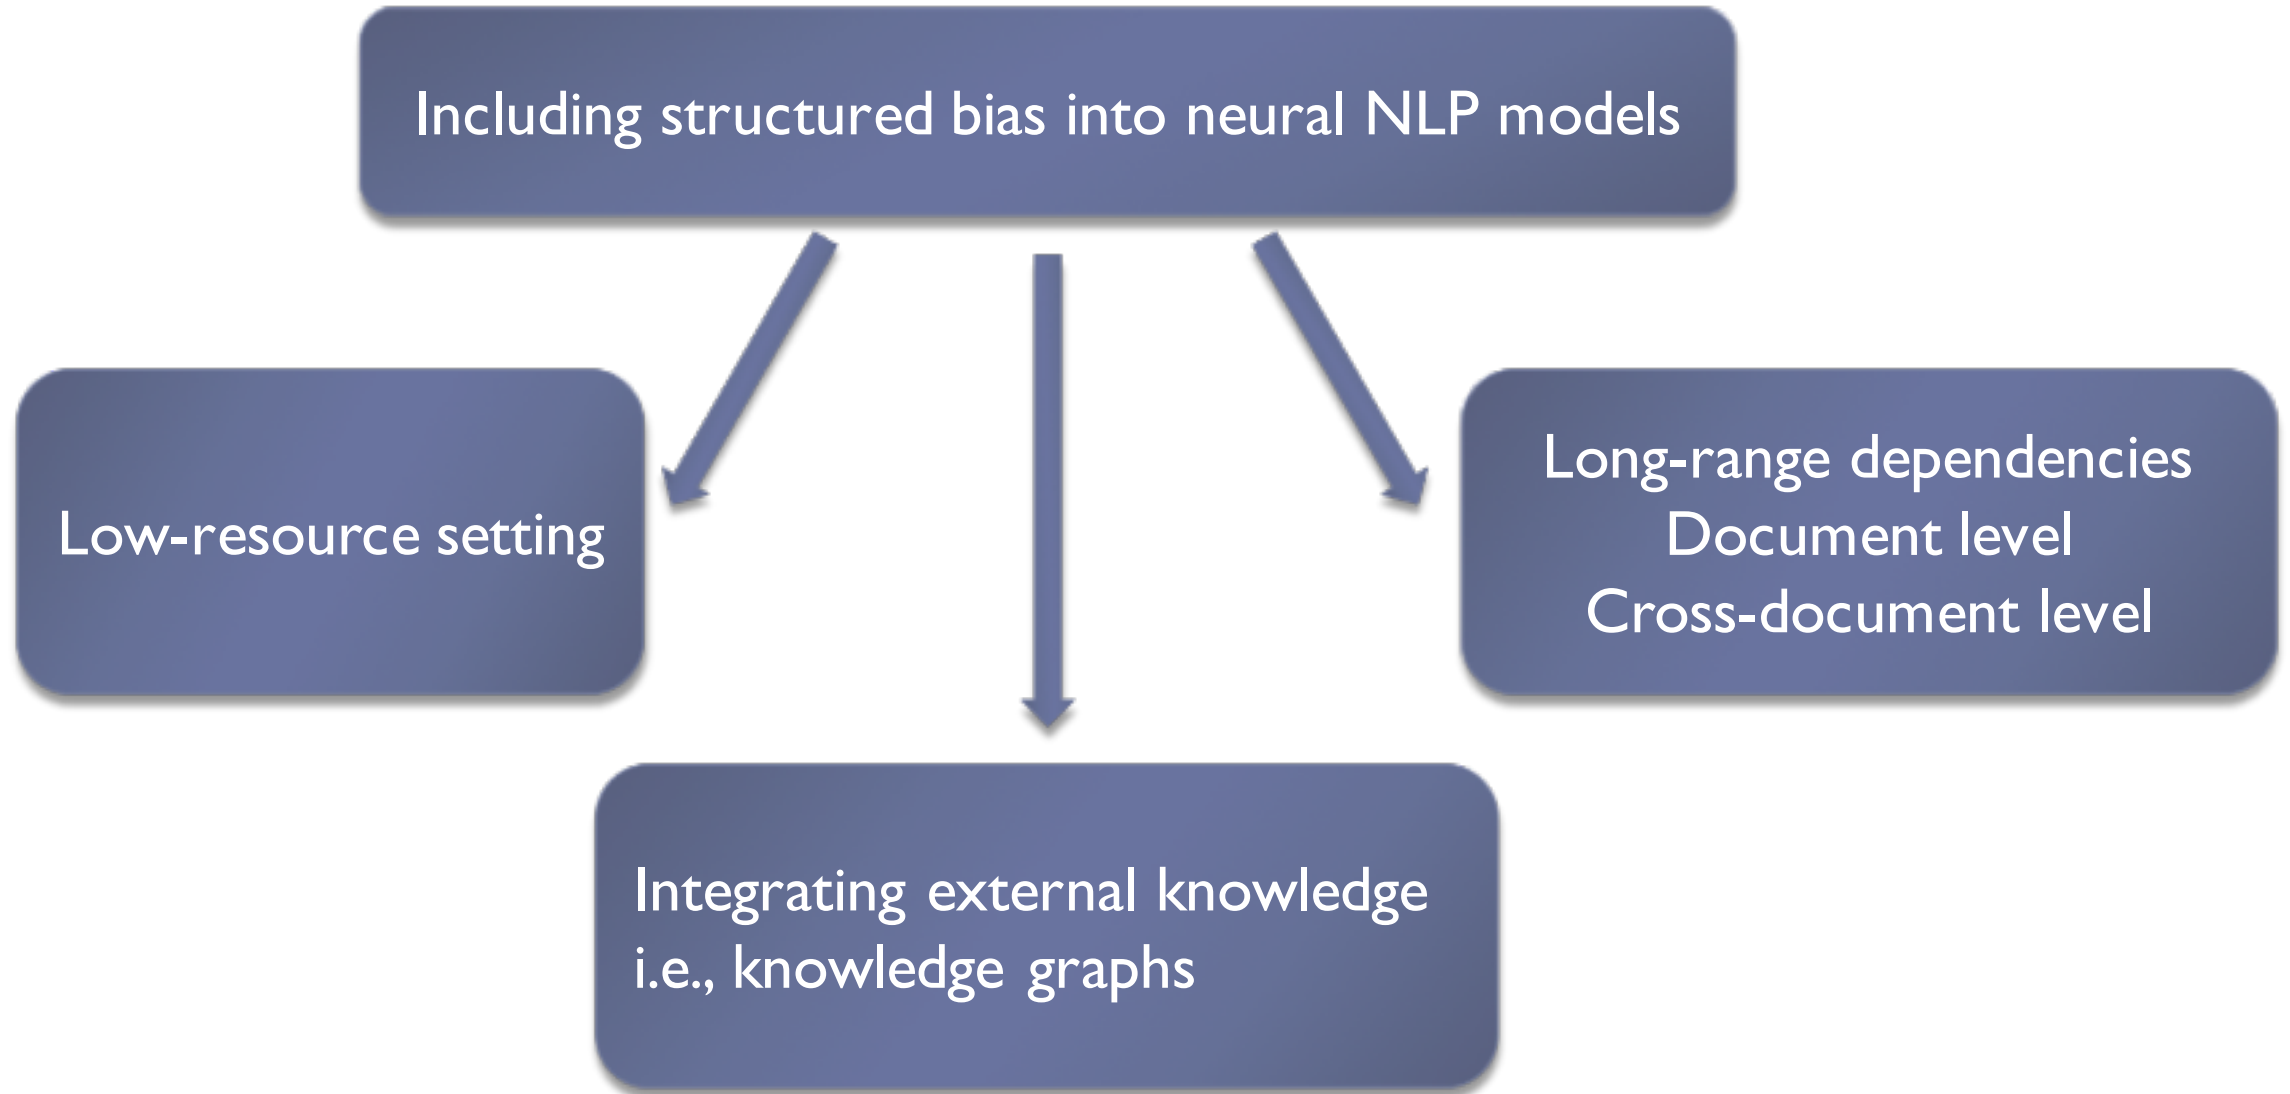 Including structured bias into neural NLP models
Low-resource setting
Long-range dependencies
Document level
Cross-document level
Integrating external knowledge
i.e., knowledge graphs